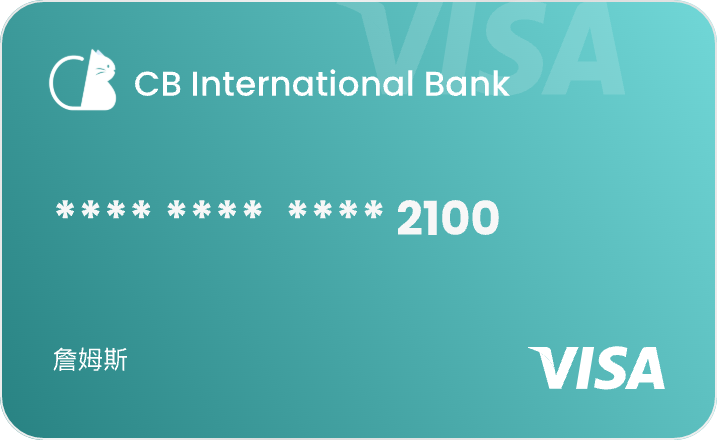 VISA
CB International Bank
**** **** **** 2100
詹姆斯
VISA